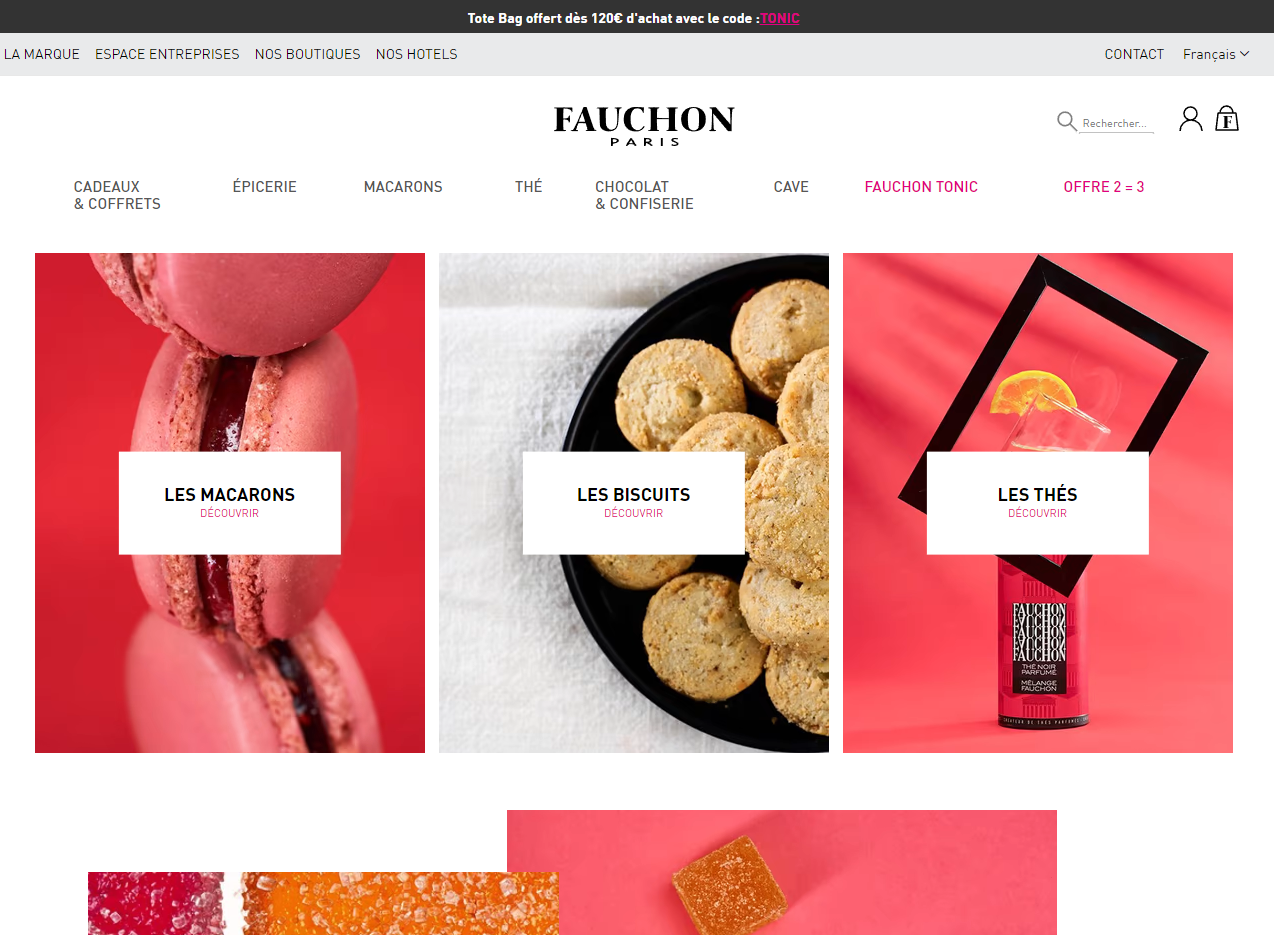 Tote Bag offert dès 120€ d'achat avec le code :TONIC
LA MARQUE ESPACE ENTREPRISES NOS BOUTIQUES NOS HOTELS CONTACT Français
FAUCHON
PARIS
Rechercher...
F
CADEAUX
& COFFRETS
ÉPICERIE
MACARONS
THÉ
CHOCOLAT
& CONFISERIE
CAVE
FAUCHON TONIC
OFFRE 2 = 3
LES MACARONS
DÉCOUVRIR
LES BISCUITS
DÉCOUVRIR
LES THÉS
DÉCOUVRIR
FAUCHON
FAUCHON
FAUCHON
FAUCHON
THÉ NOIR
PARFUMÉ
MÉLANGE
FAUCHON